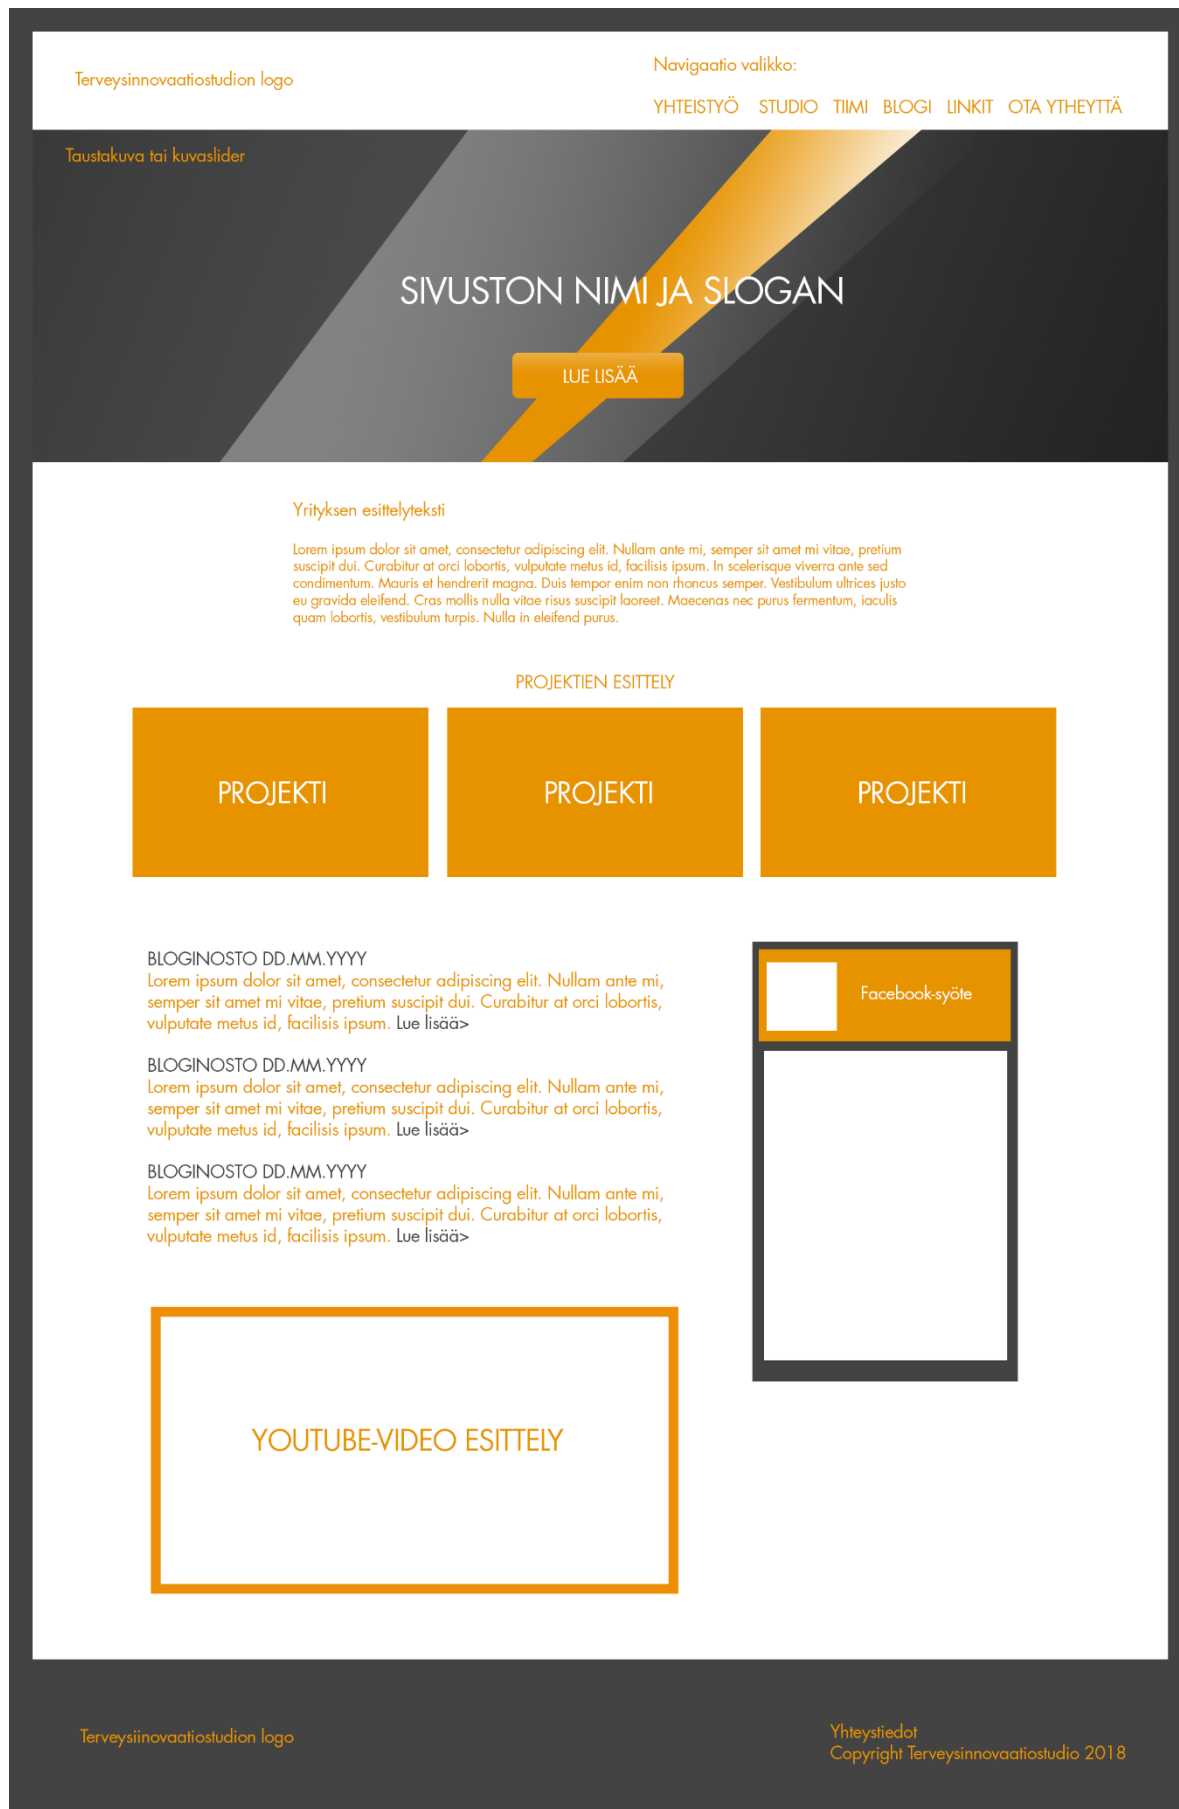 Terveysinnovaatiostudion logo
Navigaatio valikko:
YHTEISTYÖ STUDIO TIIMI BLOGI LINKIT OTA YTHEYTTÄ
Taustakuva tai kuvaslider
SIVUSTON NIMI JA SLOGAN
LUE LISÄÄ
Yrityksen esittelyteksti
Lorem ipsum dolor sit amet, consectetur adipiscing elit. Nullam ante mi, semper sit amet mi vitae, pretium
suscipit dui. Curabitur at orci lobortis, vulputate metus id, facilisis ipsum. In scelerisque viverra ante sed
condimentum. Mauris et hendrerit magna. Duis tempor enim non rhoncus semper. Vestibulum ultrices justo
eu gravida eleifend. Cras mollis nulla vitae risus suscipit laoreet. Maecenas nec purus fermentum, iaculis
quam lobortis, vestibulum turpis. Nulla in eleifend purus.
PROJEKTIEN ESITTELY
PROJEKTI PROJEKTI PROJEKTI
BLOGINOSTO DD.MM.YYYY
Lorem ipsum dolor sit amet, consectetur adipiscing elit. Nullam ante mi,
semper sit amet mi vitae, pretium suscipit dui. Curabitur at orci lobortis,
vulputate metus id, facilisis ipsum. Lue lisää>
BLOGINOSTO DD.MM.YYYY
Lorem ipsum dolor sit amet, consectetur adipiscing elit. Nullam ante mi,
semper sit amet mi vitae, pretium suscipit dui. Curabitur at orci lobortis,
vulputate metus id, facilisis ipsum. Lue lisää>
BLOGINOSTO DD.MM.YYYY
Lorem ipsum dolor sit amet, consectetur adipiscing elit. Nullam ante mi,
semper sit amet mi vitae, pretium suscipit dui. Curabitur at orci lobortis,
vulputate metus id, facilisis ipsum. Lue lisää>
Facebook-syöte
YOUTUBE-VIDEO ESITTELY
Terveysiinovaatiostudion logo
Yhteystiedot
Copyright Terveysinnovaatiostudio 2018